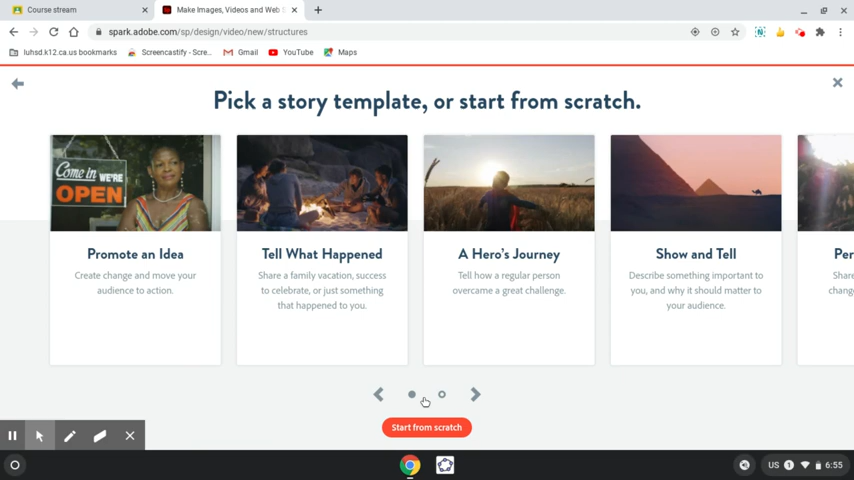 Course stream
Make Images, Videos and Web S
spark.adobe.com/sp/design/video/new/structures
luhsd.k12.ca.us bookmarks
Screencastify - Scre...
Gmail
YouTube
Maps
Pick a story template, or start from scratch.
Come in WE'RE
OPEN
Promote an Idea
Create change and move your
audience to action.
Tell What Happened
Share a family vacation, success
to celebrate, or just something
that happened to you.
A Hero's Journey
Tell how a regular person
overcame a great challenge.
Show and Tell
Describe something important to
you, and why it should matter to
your audience.
Per
Share
chang
Start from scratch
US 1 6:55